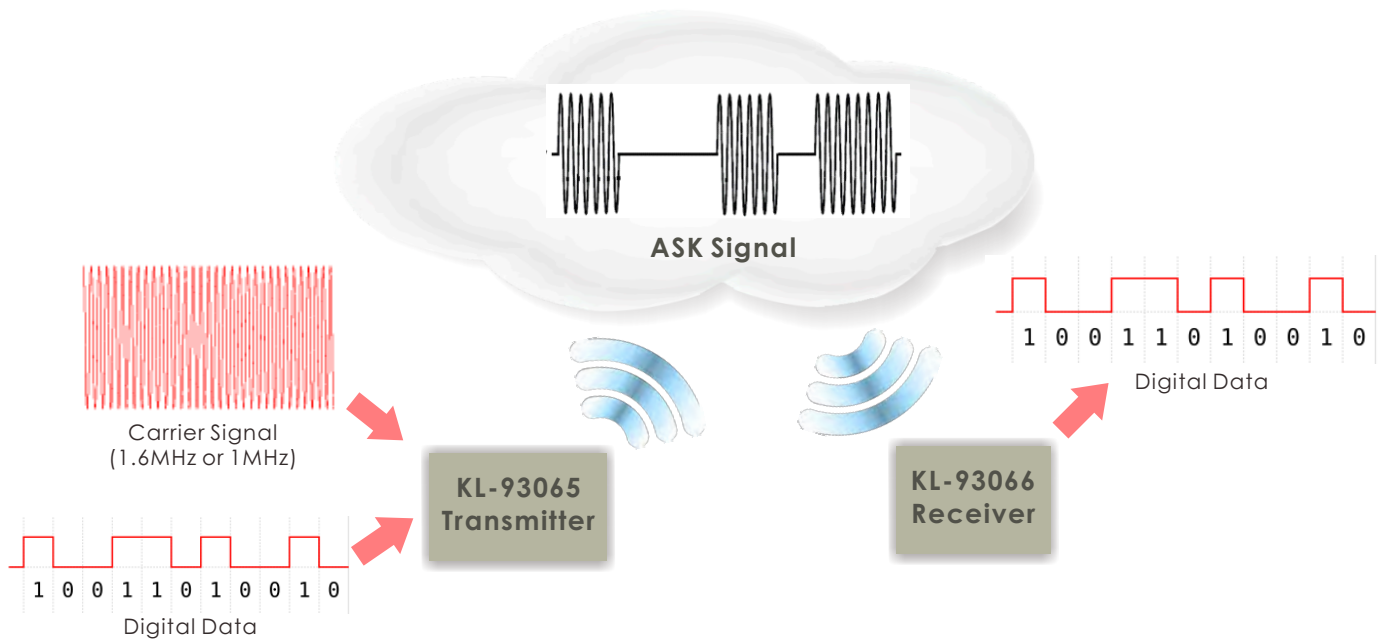 ASK Signal
Carrier Signal
(1.6MHz or 1MHz)
1 0 0 1 1 0 1 0 0 1 0
Digital Data
KL-93065
Transmitter
KL-93066
Receiver
1 0 0 1 1 0 1 0 0 1 0
Digital Data